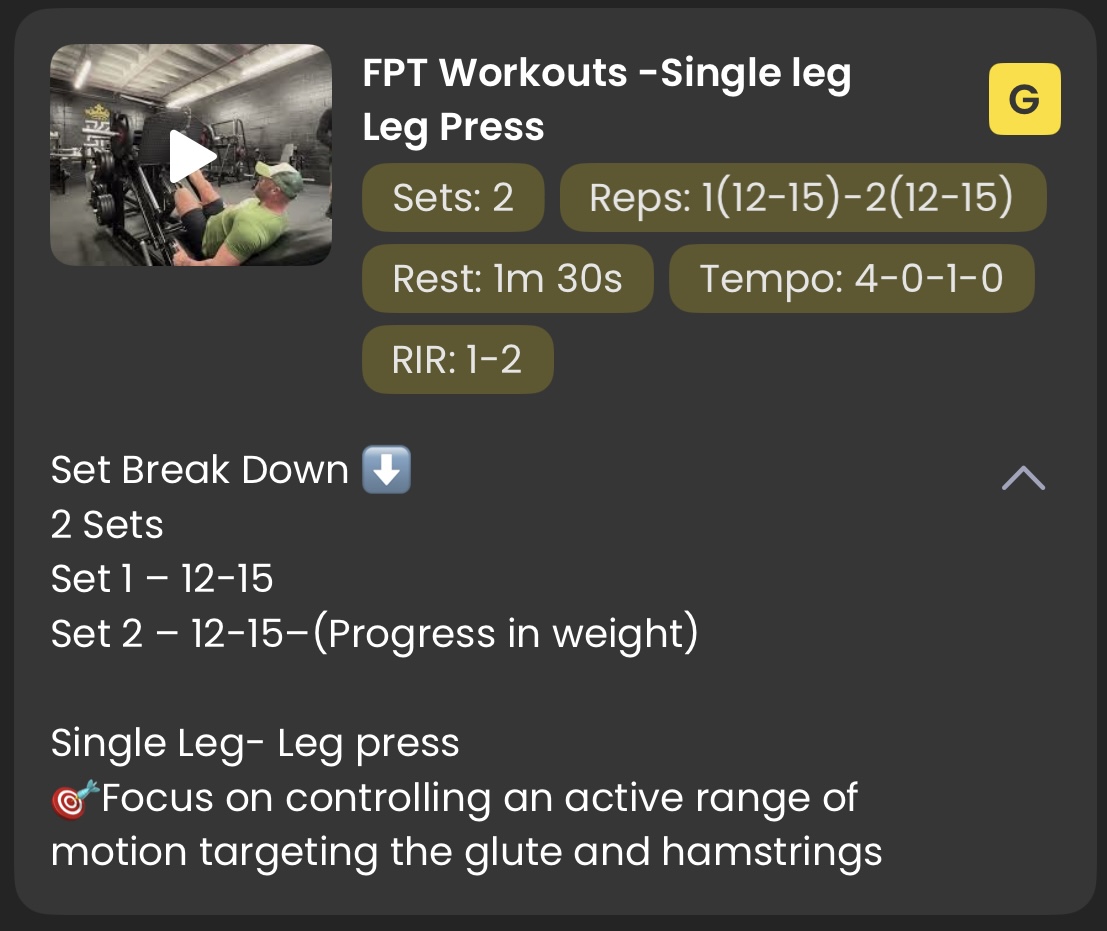 FPT Workouts -Single leg
Leg Press
G
Sets: 2
Reps: 1(12-15)-2(12-15)
Rest: 1m 30s
Tempo: 4-0-1-0
RIR: 1-2
Set Break Down ⬇️
2 Sets
Set 1 – 12-15
Set 2 – 12-15–(Progress in weight)
Single Leg- Leg press
🎯Focus on controlling an active range of
motion targeting the glute and hamstrings